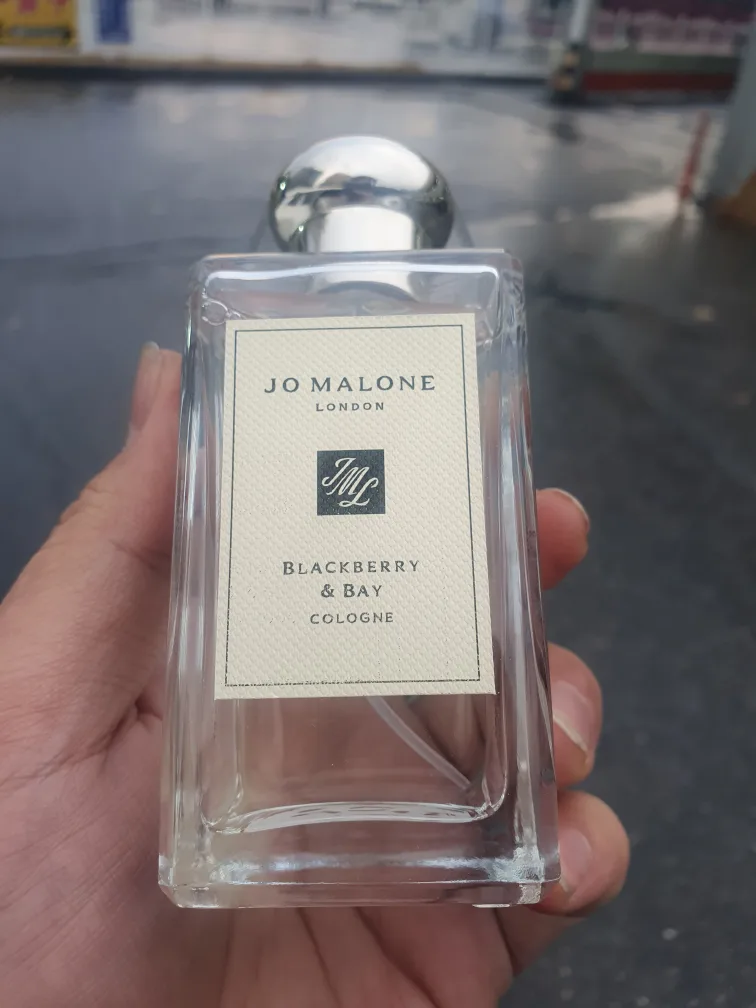 JO MALONE
LONDON
JML
BLACKBERRY
& BAY
COLOGNE